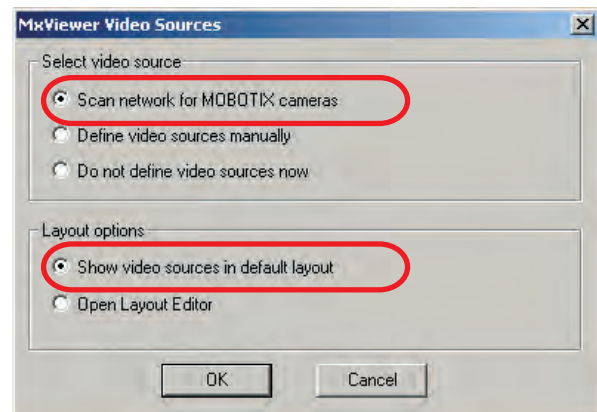 MxViewer Video Sources
Select video source
Scan network for MOBOTIX cameras
Define video sources manually
Do not define video sources now
Layout options
Show video sources in default layout
Open Layout Editor
OK
Cancel